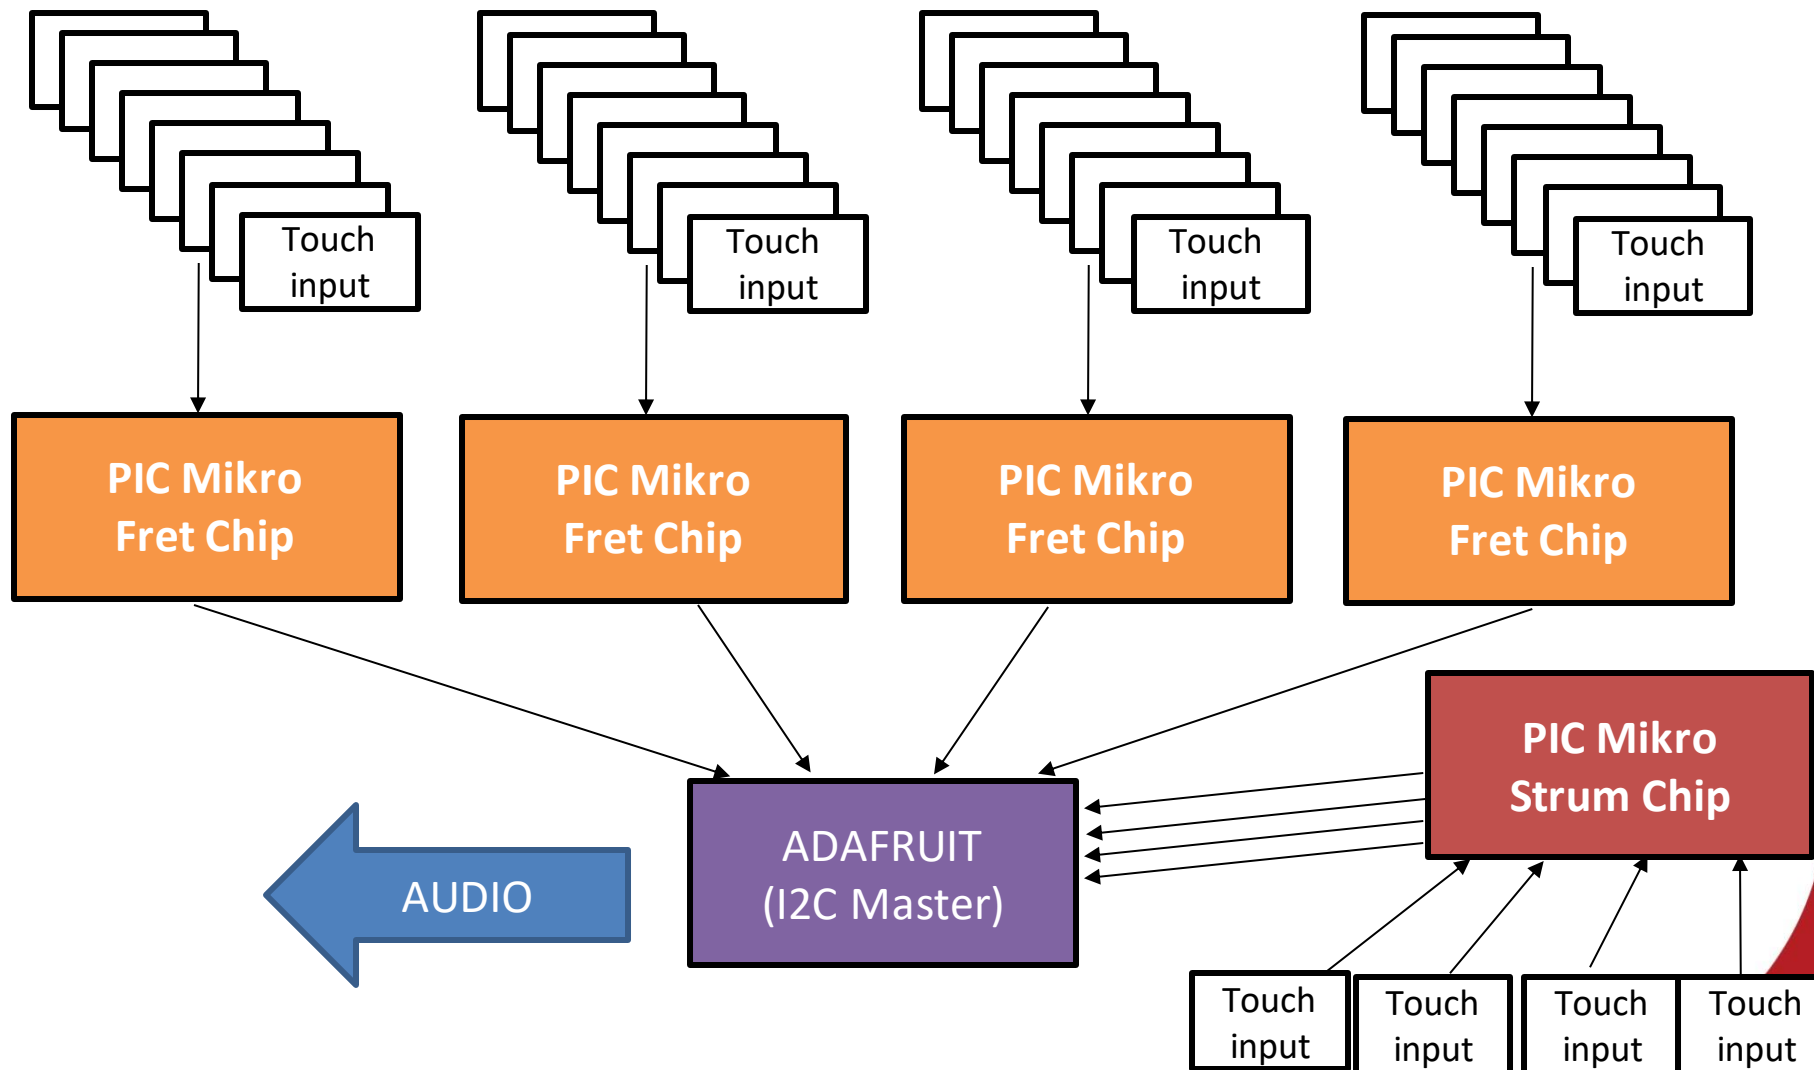 Touch
input
Touch
input
Touch
input
Touch
input
PIC Mikro
Fret Chip
PIC Mikro
Fret Chip
PIC Mikro
Fret Chip
PIC Mikro
Fret Chip
PIC Mikro
Strum Chip
ADAFRUIT
(I2C Master)
AUDIO
Touch
input
Touch
input
Touch
input
Touch
input